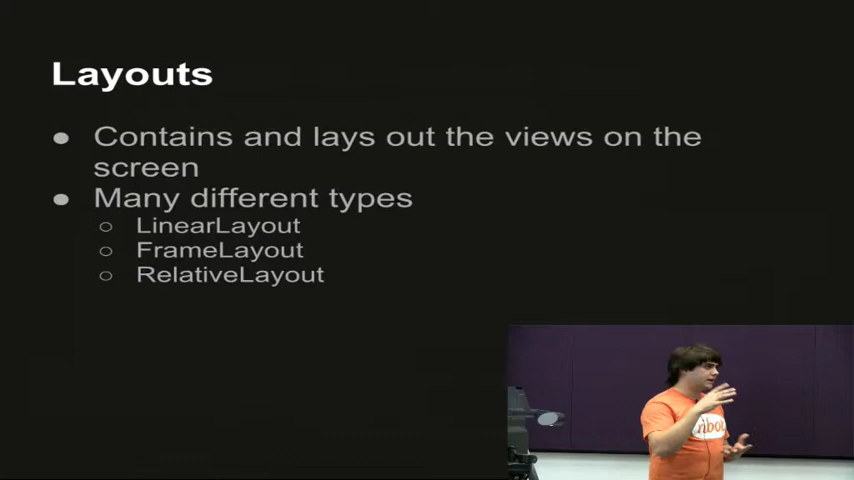 Layouts
● Contains and lays out the views on the
screen
● Many different types
○ LinearLayout
○ FrameLayout
○ RelativeLayout